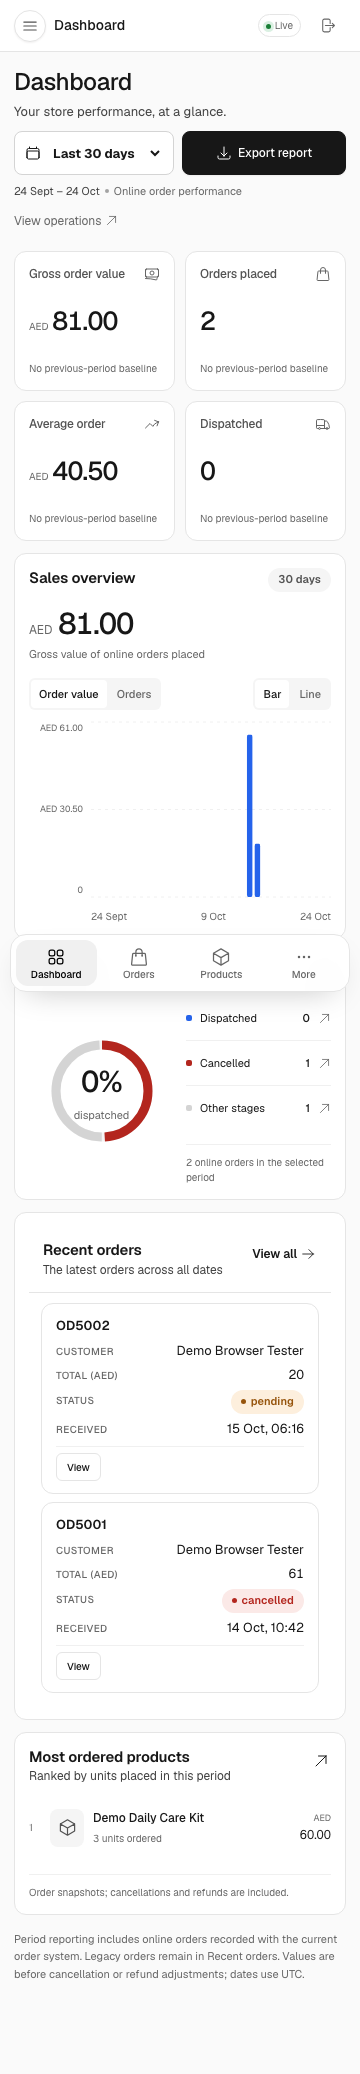 Dashboard
Live
Dashboard
Your store performance, at a glance.
Last 30 days
Export report
24 Sept – 24 Oct • Online order performance
View operations
Gross order value
AED 81.00
No previous-period baseline
Orders placed
2
No previous-period baseline
Average order
AED 40.50
No previous-period baseline
Dispatched
0
No previous-period baseline
Sales overview
30 days
AED 81.00
Gross value of online orders placed
Order value Orders
Bar Line
AED 61.00
AED 30.50
0
24 Sept 9 Oct 24 Oct
Dashboard Orders Products More
0%
dispatched
Dispatched 0
Cancelled 1
Other stages 1
2 online orders in the selected
period
Recent orders
The latest orders across all dates
View all
OD5002
CUSTOMER Demo Browser Tester
TOTAL (AED) 20
STATUS pending
RECEIVED 15 Oct, 06:16
View
OD5001
CUSTOMER Demo Browser Tester
TOTAL (AED) 61
STATUS cancelled
RECEIVED 14 Oct, 10:42
View
Most ordered products
Ranked by units placed in this period
1
Demo Daily Care Kit
3 units ordered
AED
60.00
Order snapshots; cancellations and refunds are included.
Period reporting includes online orders recorded with the current
order system. Legacy orders remain in Recent orders. Values are
before cancellation or refund adjustments; dates use UTC.